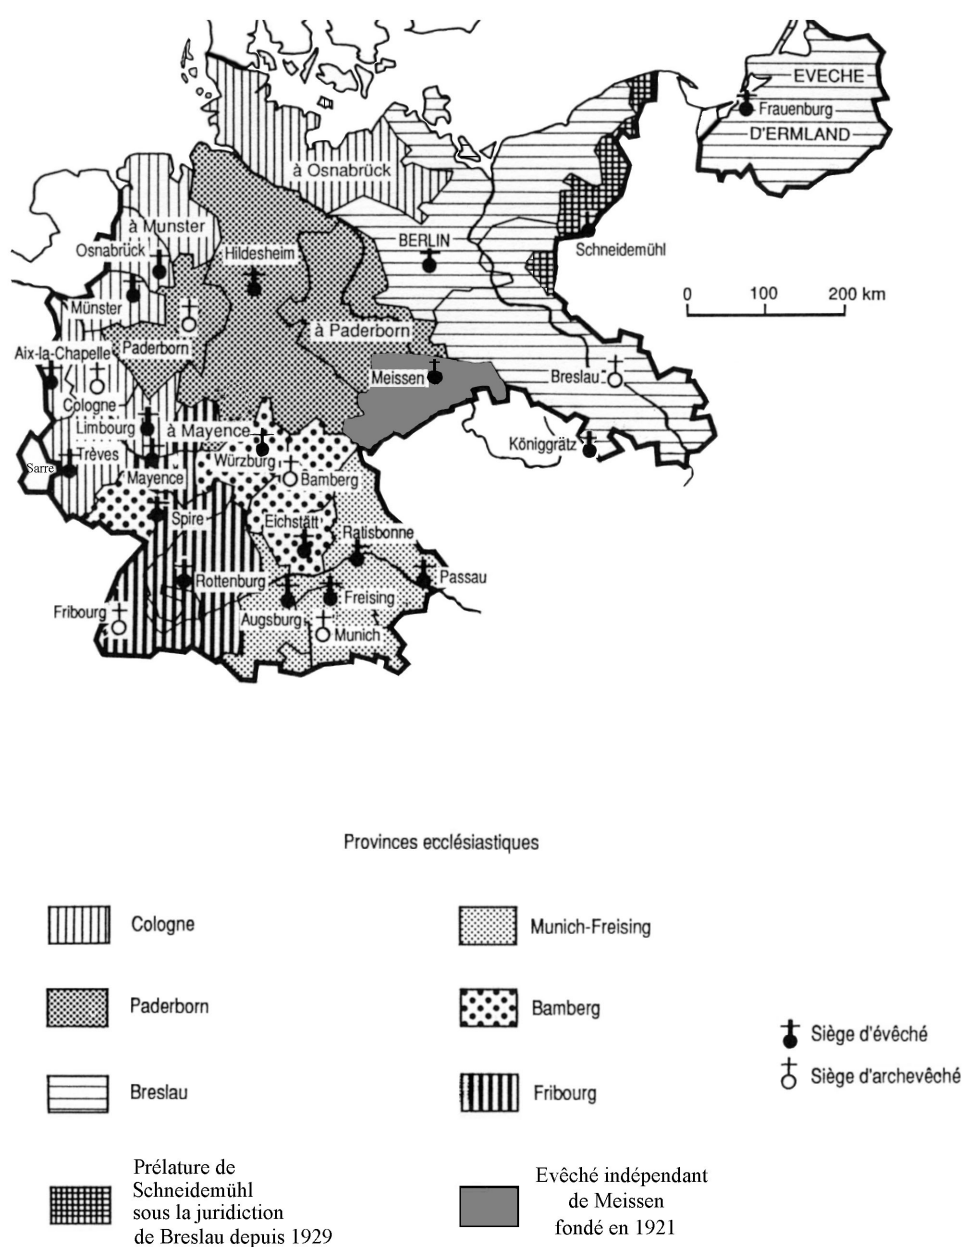 EVECHE
Frauenburg
D'ERMLAND
à Osnabrück
à Munster
Osnabrück
Hildesheim
BERLIN
Schneidemühl
Münster
0 100 200 km
à Paderborn
Paderborn
Aix-la-Chapelle
Meissen
Breslau
Cologne
Limbourg
à Mayence
Königgrätz
Trèves
Sarre
Würzburg
Mayence
Bamberg
Spire
Eichstätt
Ratisbonne
Rottenburg
Passau
Freising
Fribourg
Augsburg
Munich
Provinces ecclésiastiques
Cologne
Munich-Freising
Paderborn
Bamberg
Siège d'évêché
Siège d'archevêché
Breslau
Fribourg
Prélature de
Schneidemühl
sous la juridiction
de Breslau depuis 1929
Evêché indépendant
de Meissen
fondé en 1921